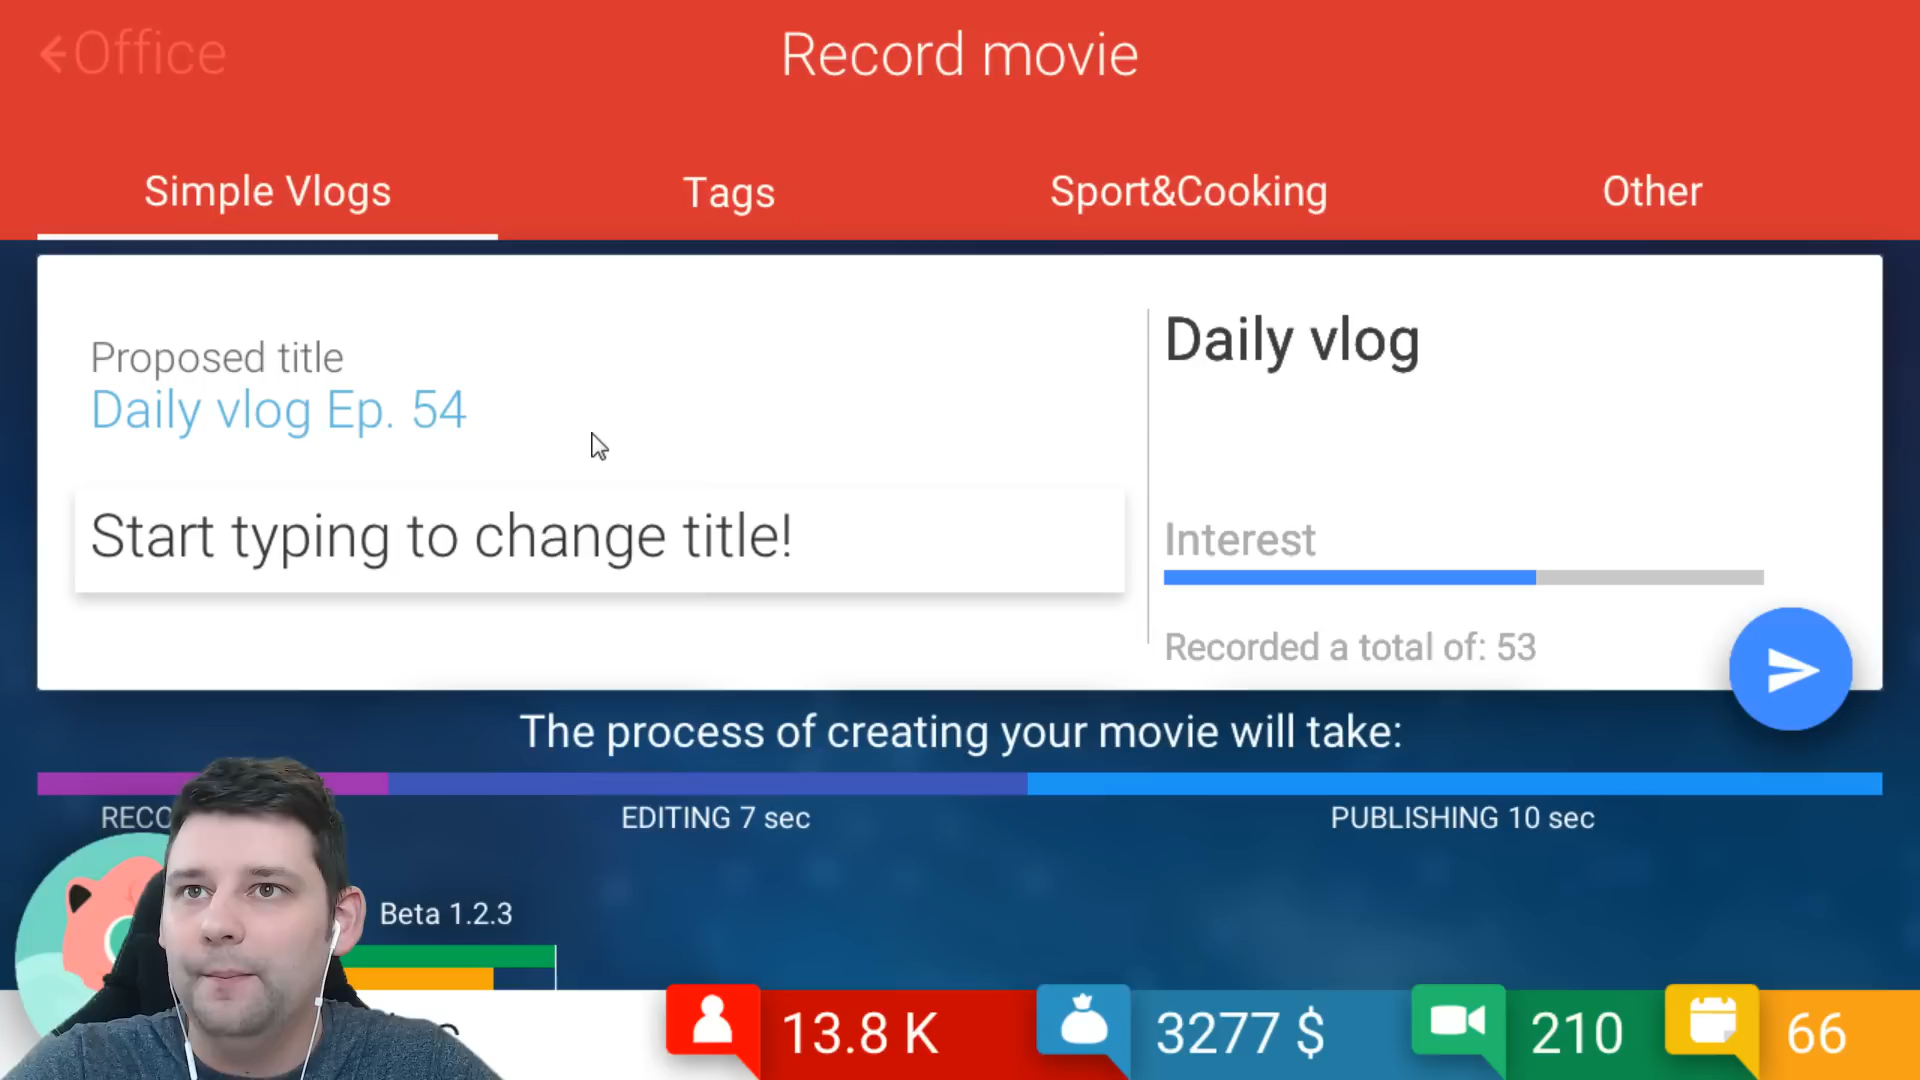 Office
Record movie
Simple Vlogs
Tags
Sport&Cooking
Other
Proposed title
Daily vlog Ep. 54
Start typing to change title!
Daily vlog
Interest
Recorded a total of: 53
The process of creating your movie will take:
EDITING 7 sec
PUBLISHING 10 sec
Beta 1.2.3
13.8 K
3277 $
210
66